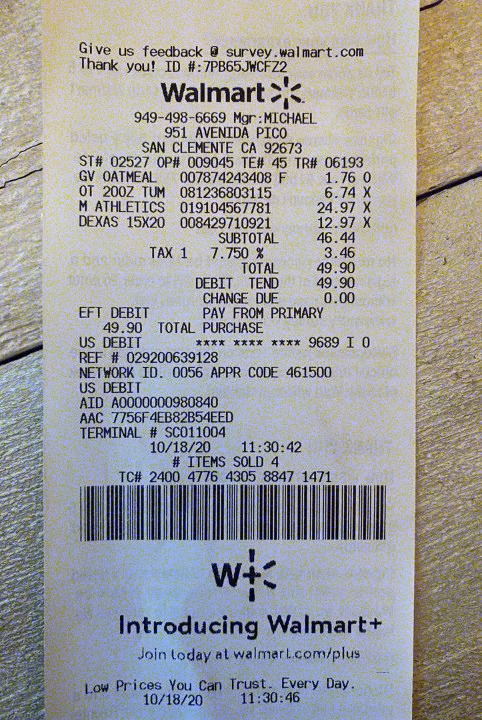 Give us feedback @ survey.walmart.com
Thank you! ID #:7PB65JWCFZ2
Walmart
949-498-6669 Mgr:MICHAEL
951 AVENIDA PICO
SAN CLEMENTE CA 92673
ST# 02527 OP# 009045 TE# 45 TR# 06193
GV OATMEAL 007874243408 F 1.76 O
OT 20OZ TUM 081236803115 6.74 X
M ATHLETICS 019104567781 24.97 X
DEXAS 15X20 008429710921 12.97 X
SUBTOTAL 46.44
TAX 1 7.750 % 3.46
TOTAL 49.90
DEBIT TEND 49.90
CHANGE DUE 0.00
EFT DEBIT PAY FROM PRIMARY
49.90 TOTAL PURCHASE
US DEBIT **** **** **** 9689 I 0
REF # 029200639128
NETWORK ID. 0056 APPR CODE 461500
US DEBIT
AID A0000000980840
AAC 7756F4EB82B54EED
TERMINAL # SC011004
10/18/20 11:30:42
# ITEMS SOLD 4
TC# 2400 4776 4305 8847 1471
W+
Introducing Walmart+
Join today at walmart.com/plus
Low Prices You Can Trust. Every Day.
10/18/20 11:30:46